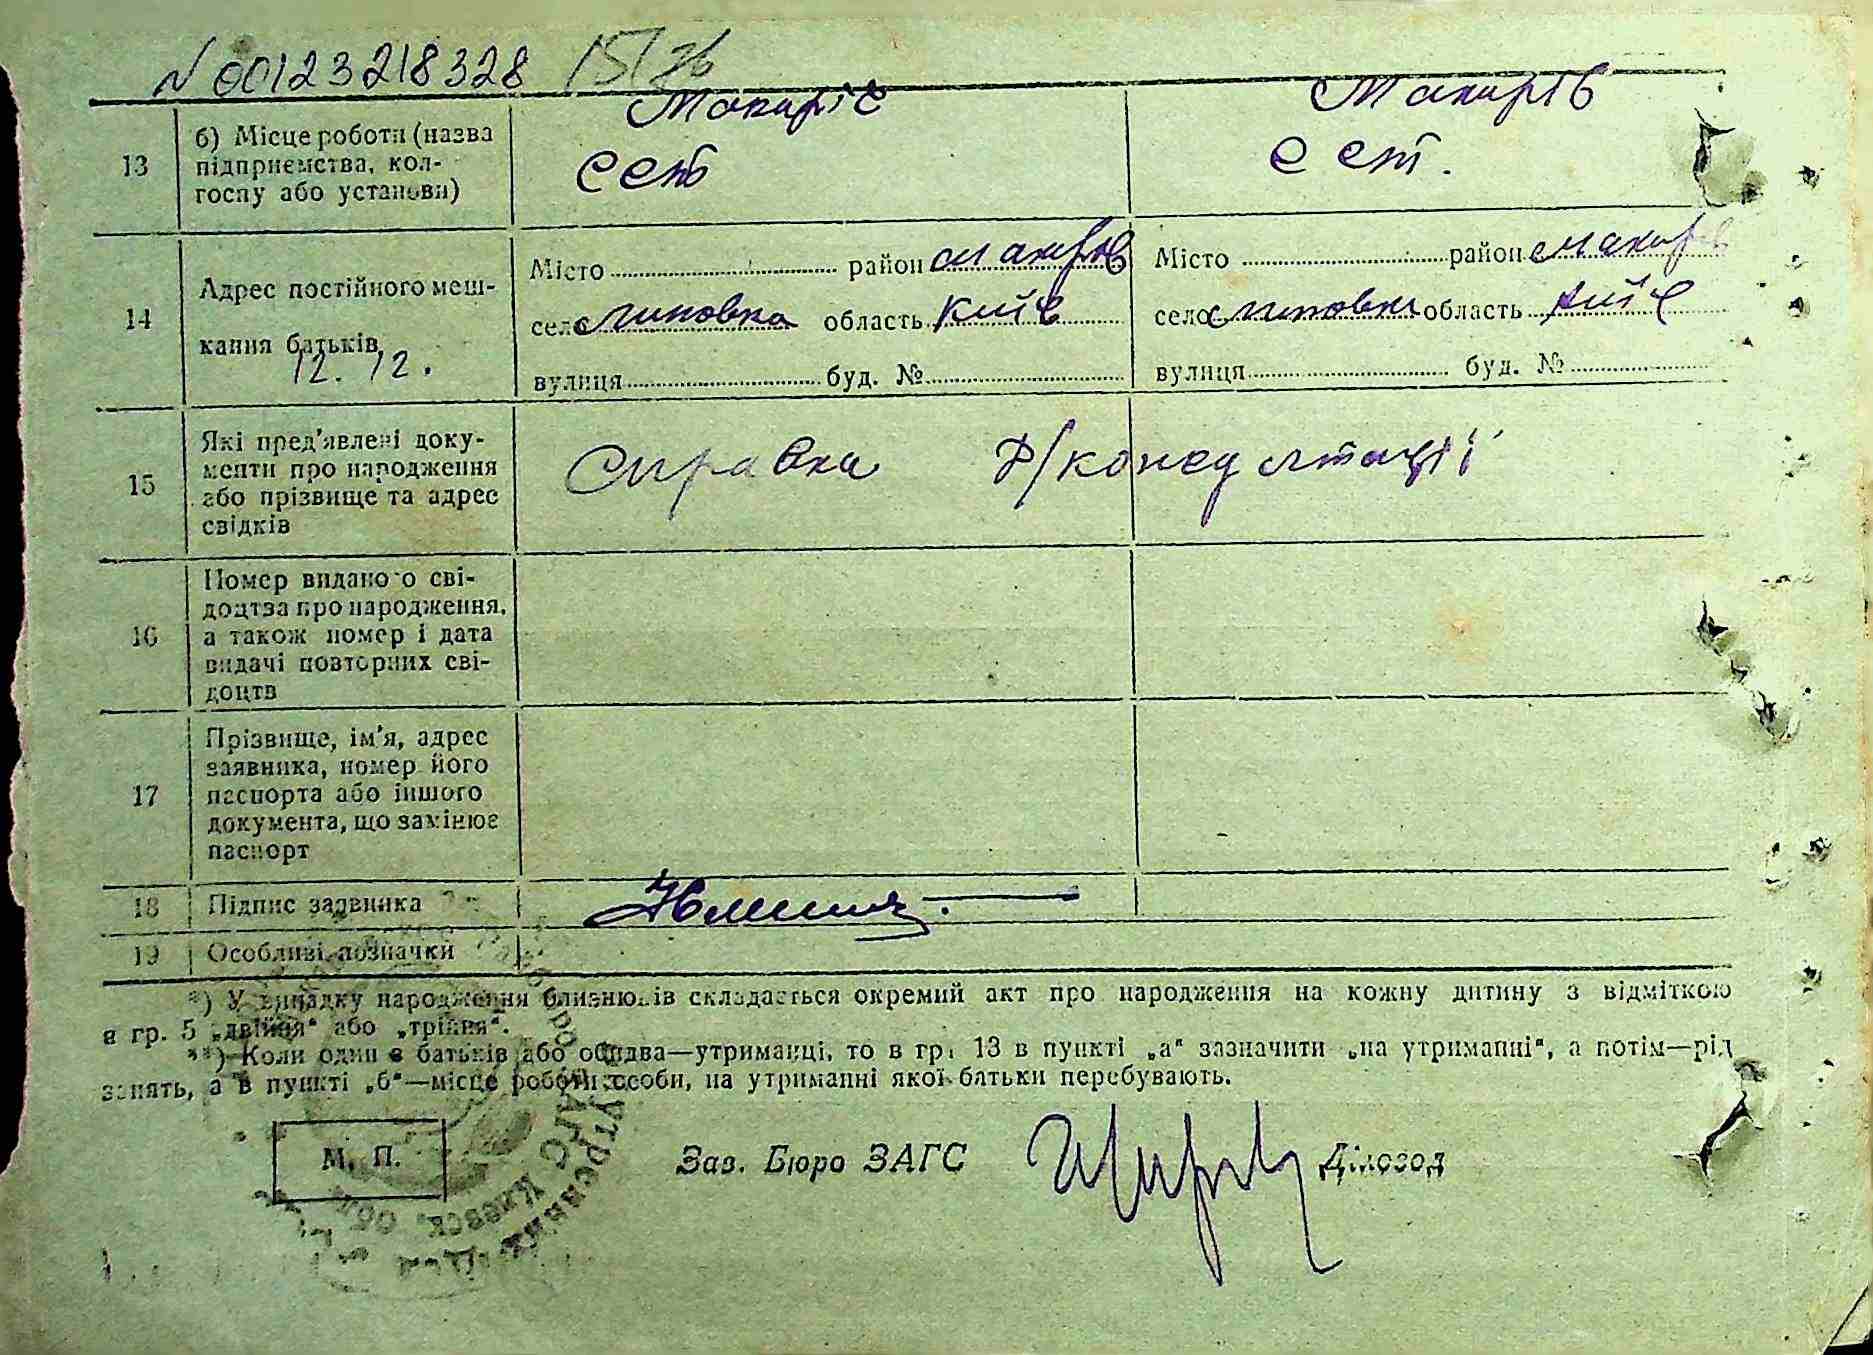 N 00123218328 15/26
13 б) Місце роботи (назва підприємства, колгоспу або установи)
Макарів
Макарів
14 Адрес постійного мешкання батьків
12.12.
Місто район Макарів
село Липовка область Київ
вулиця буд. №
Місто район Макарів
село Липовка область Київ
вулиця буд. №
15 Які пред'явлені документи про народження або прізвище та адрес свідків
Справка Ж/консультації
16 Номер виданого свідоцтва про народження, а також номер і дата видачі повторних свідоцтв
17 Прізвище, ім'я, адрес заявника, номер його паспорта або іншого документа, що замінює паспорт
18 Підпис заявника
19 Особливі позначки
*) У випадку народження близнюків складається окремий акт про народження на кожну дитину з відміткою
в гр. 5 „двійня“ або „трійня“.
**) Коли один з батьків або обидва—утриманці, то в гр. 13 в пункті „а“ зазначити „на утриманні“, а потім—рід
занять, а в пункті „б“—місце роботи особи, на утриманні якої батьки перебувають.
М. П.
Зав. Бюро ЗАГС Діловод